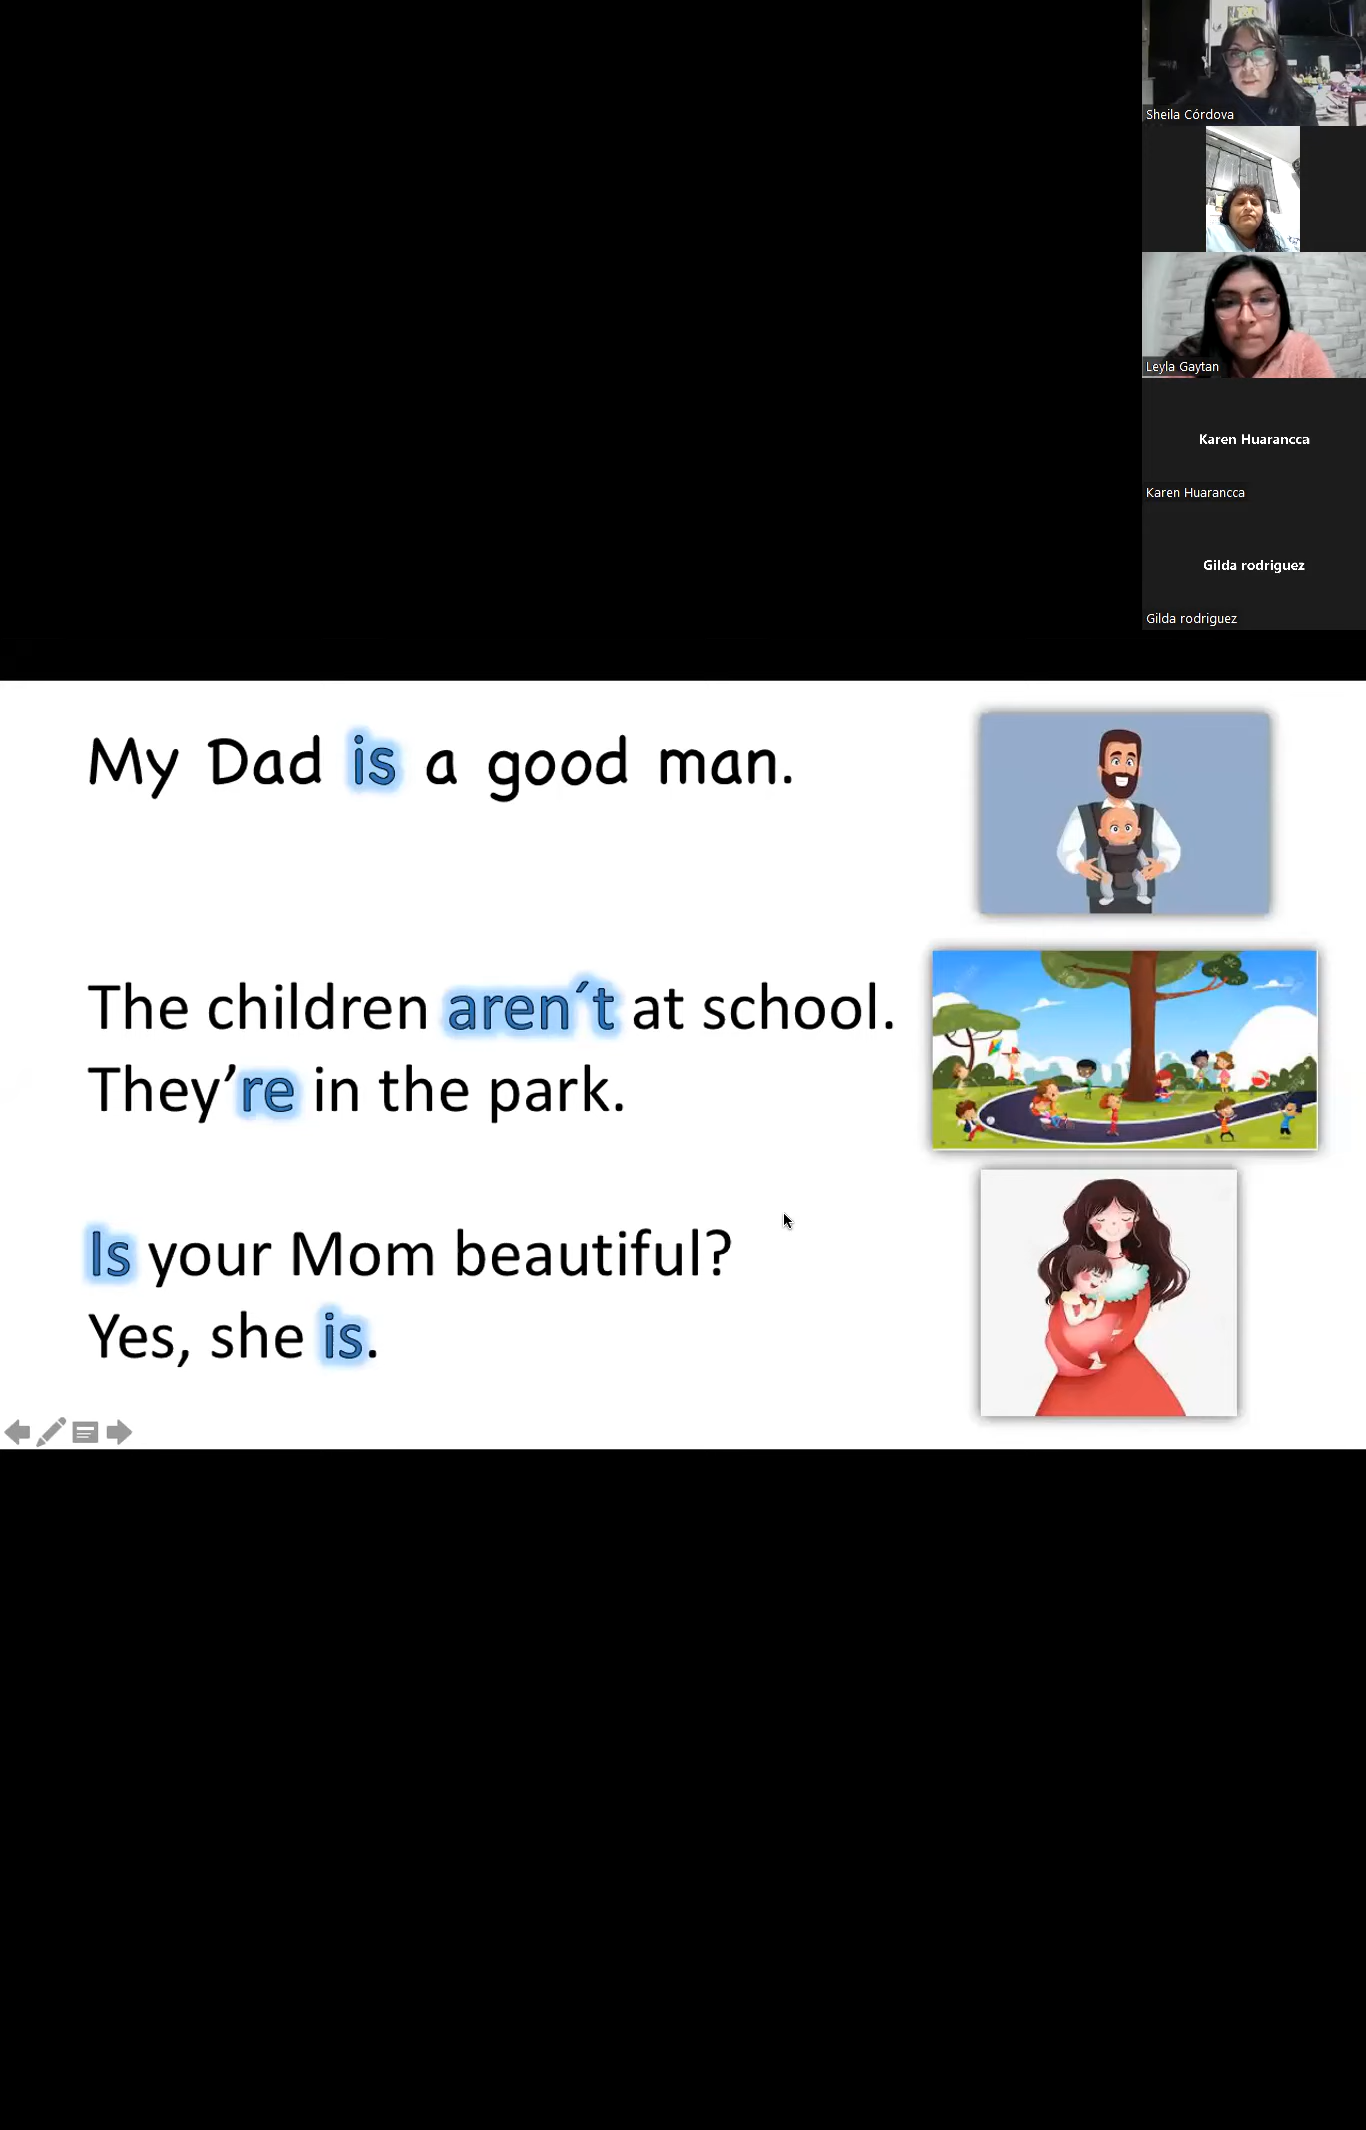 Sheila Córdova
Leyla Gaytan
Karen Huarancca
Karen Huarancca
Gilda rodriguez
Gilda rodriguez
My Dad is a good man.
The children aren´t at school.
They’re in the park.
Is your Mom beautiful?
Yes, she is.